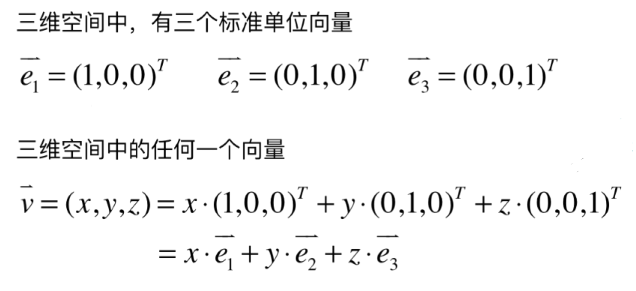 三维空间中，有三个标准单位向量
$\overrightarrow{e_1} = (1,0,0)^T \quad \overrightarrow{e_2} = (0,1,0)^T \quad \overrightarrow{e_3} = (0,0,1)^T$
三维空间中的任何一个向量
$\vec{v} = (x,y,z) = x \cdot (1,0,0)^T + y \cdot (0,1,0)^T + z \cdot (0,0,1)^T$
$= x \cdot \overrightarrow{e_1} + y \cdot \overrightarrow{e_2} + z \cdot \overrightarrow{e_3}$